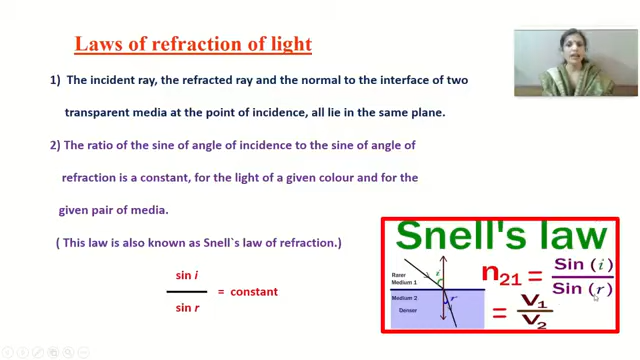 Laws of refraction of light
1) The incident ray, the refracted ray and the normal to the interface of two
transparent media at the point of incidence, all lie in the same plane.
2) The ratio of the sine of angle of incidence to the sine of angle of
refraction is a constant, for the light of a given colour and for the
given pair of media.
( This law is also known as Snell`s law of refraction.)
sin i
= constant
sin r
Snell's law
Rarer
Medium 1
i
Medium 2
Denser
r
n21 = Sin (i)
Sin (r)
= V1
V2